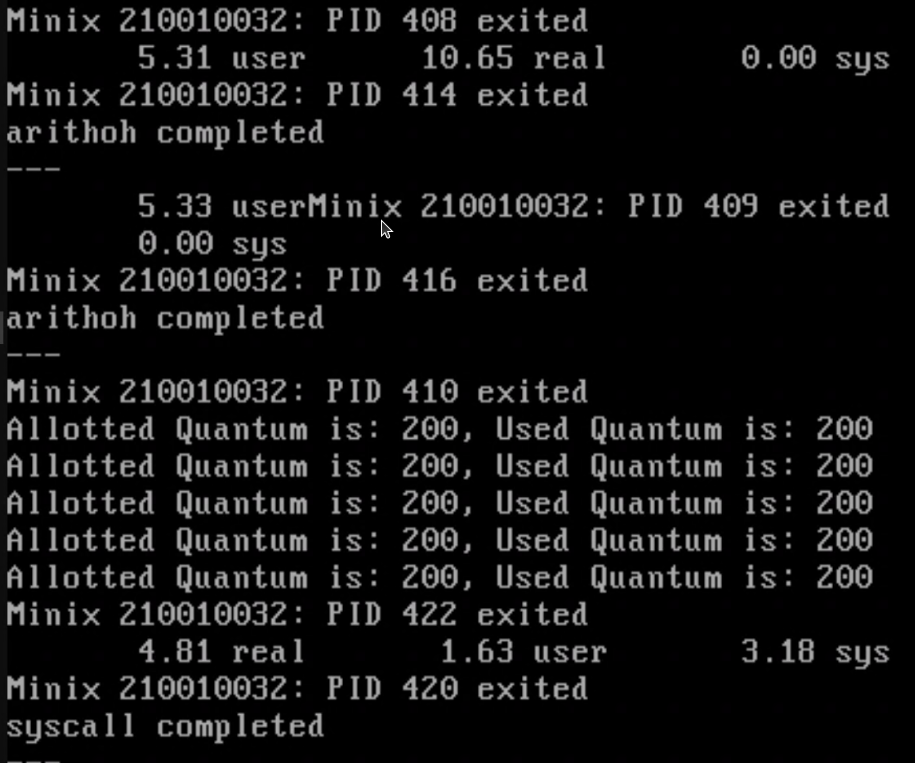 Minix 210010032: PID 408 exited
5.31 user 10.65 real 0.00 sys
Minix 210010032: PID 414 exited
arithoh completed
---
5.33 userMinix 210010032: PID 409 exited
0.00 sys
Minix 210010032: PID 416 exited
arithoh completed
---
Minix 210010032: PID 410 exited
Allotted Quantum is: 200, Used Quantum is: 200
Allotted Quantum is: 200, Used Quantum is: 200
Allotted Quantum is: 200, Used Quantum is: 200
Allotted Quantum is: 200, Used Quantum is: 200
Allotted Quantum is: 200, Used Quantum is: 200
Minix 210010032: PID 422 exited
4.81 real 1.63 user 3.18 sys
Minix 210010032: PID 420 exited
syscall completed
---